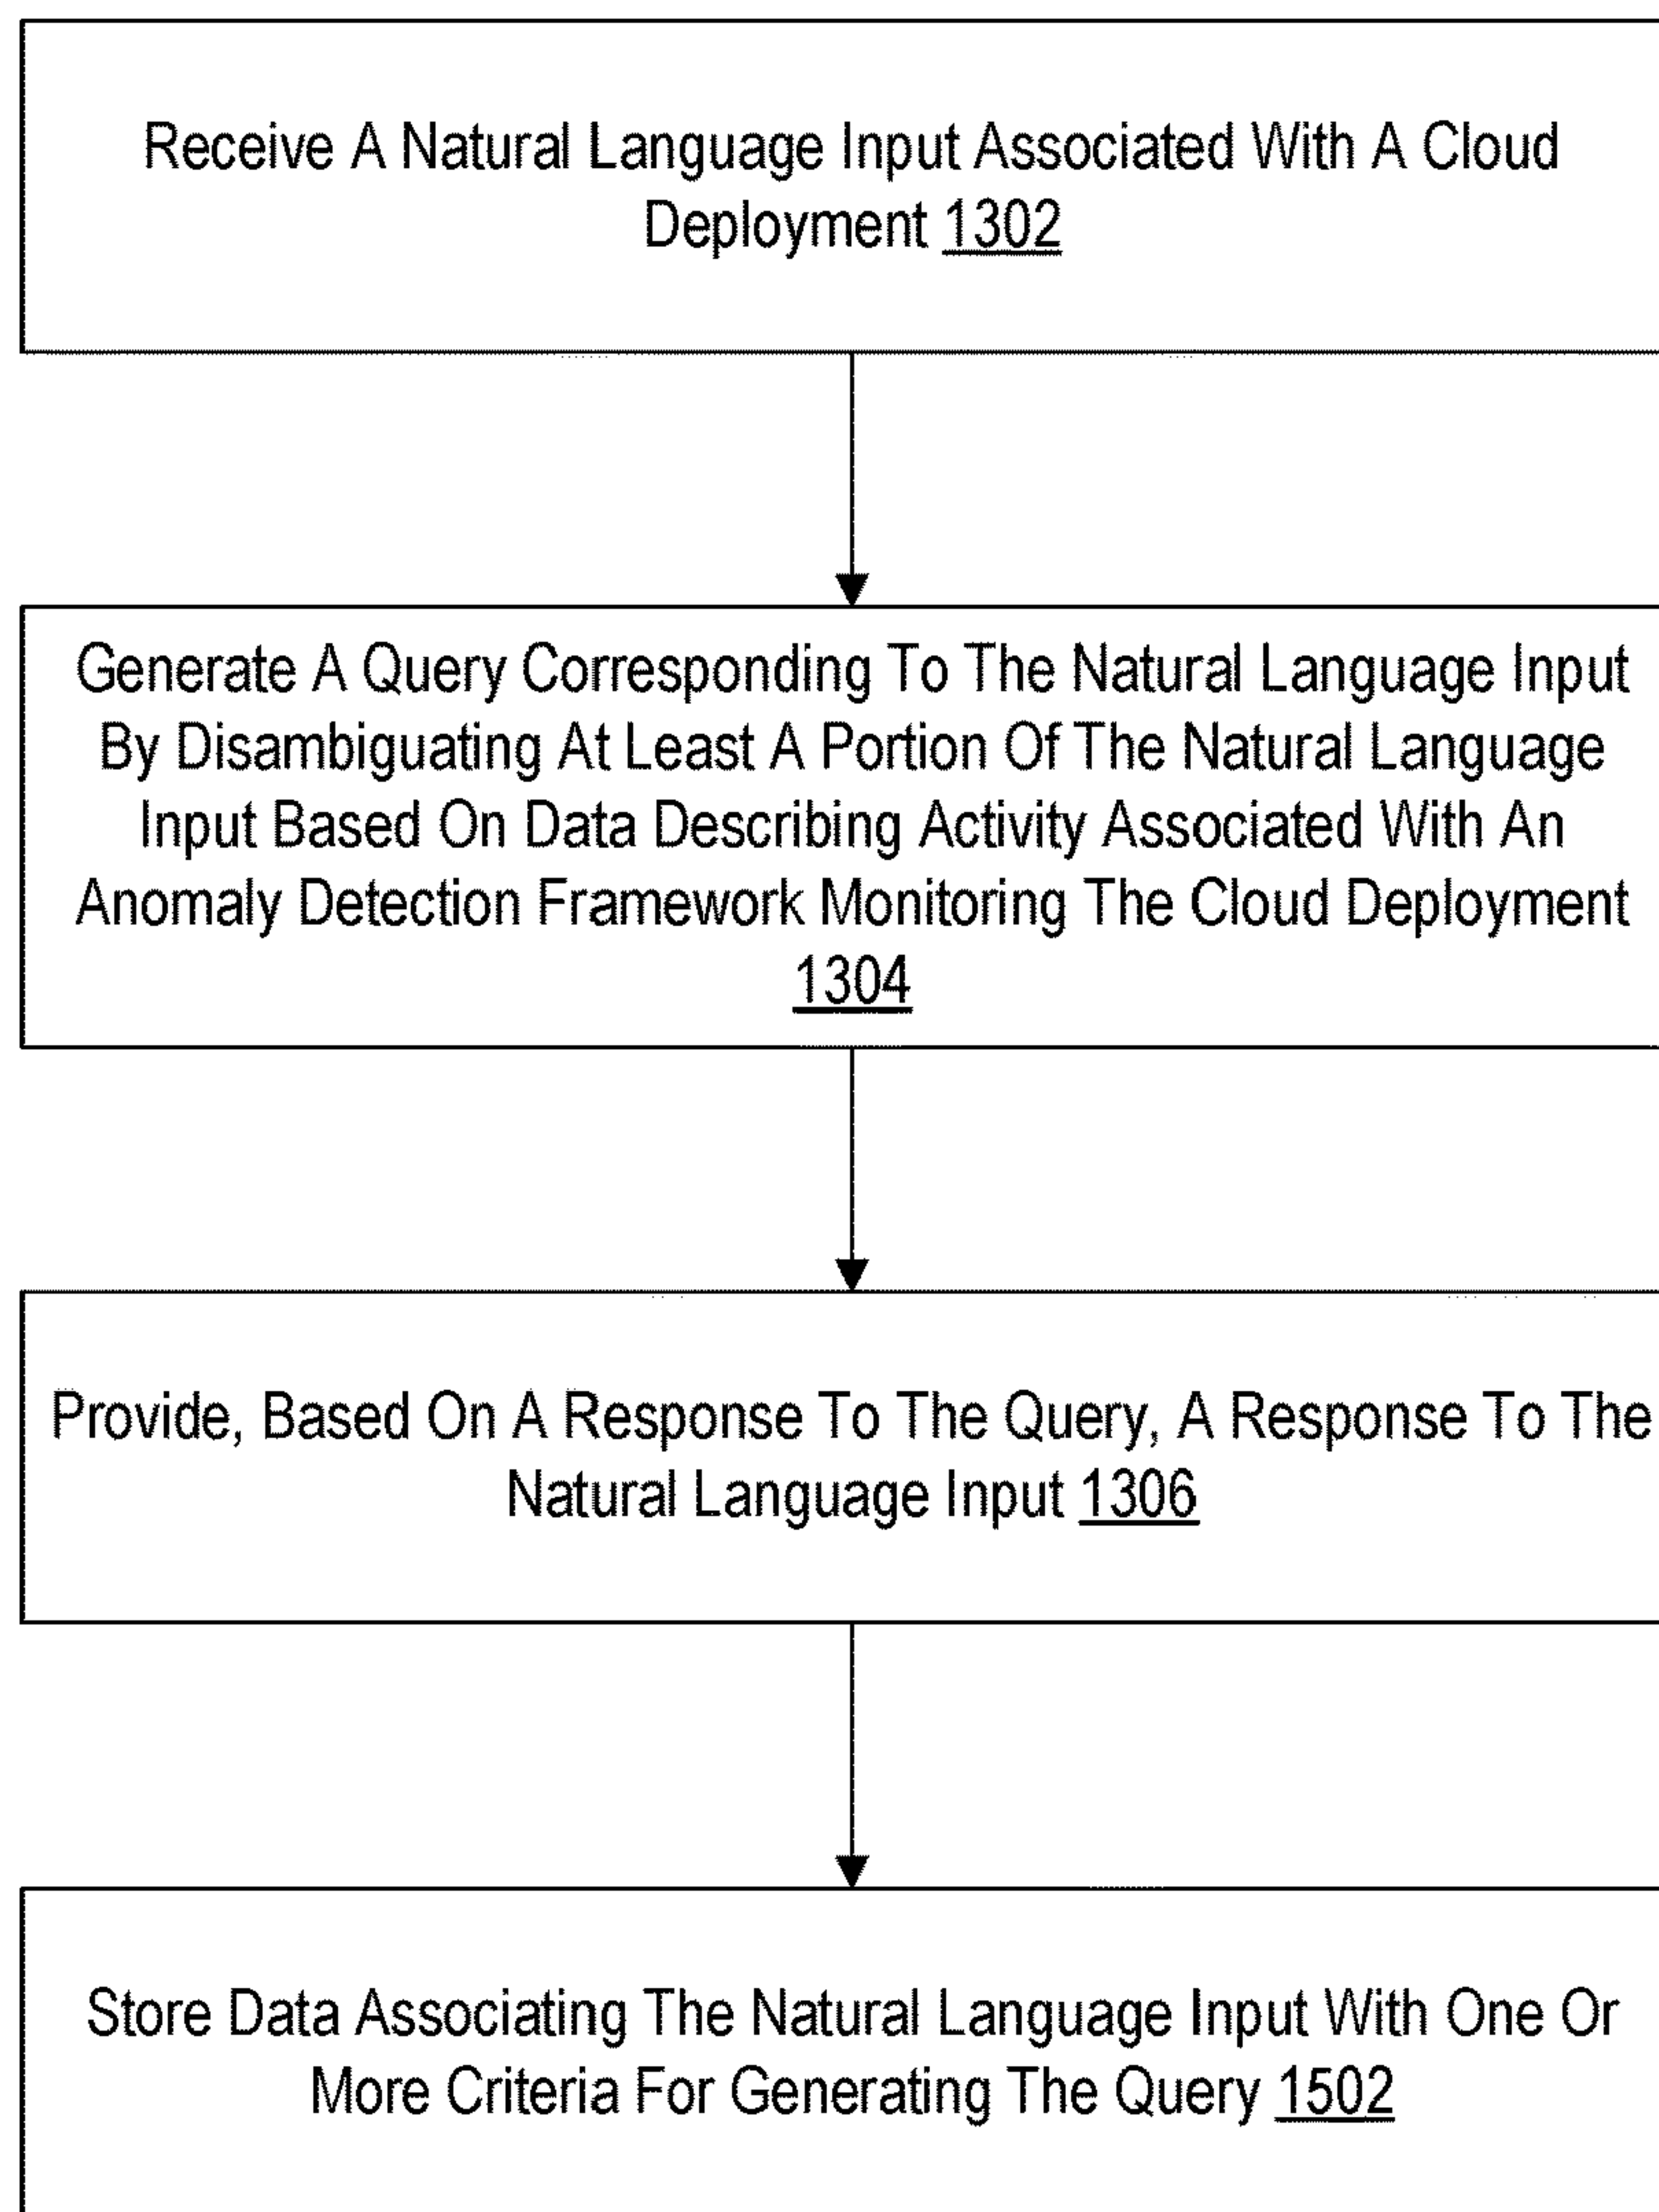 Receive A Natural Language Input Associated With A Cloud
Deployment 1302
Generate A Query Corresponding To The Natural Language Input
By Disambiguating At Least A Portion Of The Natural Language
Input Based On Data Describing Activity Associated With An
Anomaly Detection Framework Monitoring The Cloud Deployment
1304
Provide, Based On A Response To The Query, A Response To The
Natural Language Input 1306
Store Data Associating The Natural Language Input With One Or
More Criteria For Generating The Query 1502